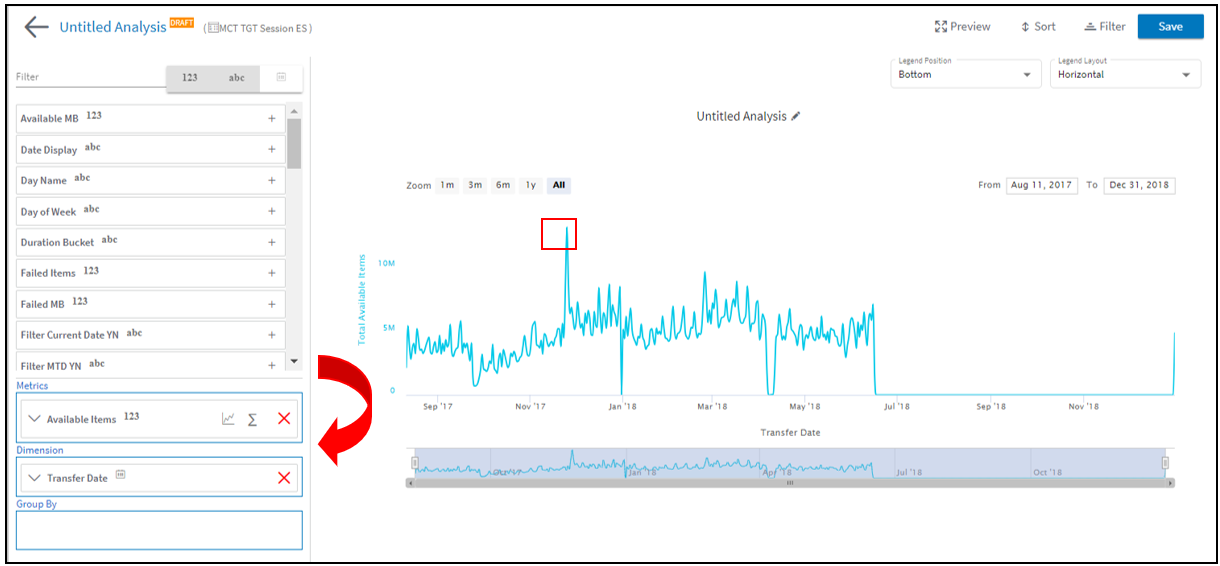 Untitled Analysis DRAFT (MCT TGT Session ES)
Preview Sort Filter Save
Filter 123 abc
Available MB 123 +
Date Display abc +
Day Name abc +
Day of Week abc +
Duration Bucket abc +
Failed Items 123 +
Failed MB 123 +
Filter Current Date YN abc +
Filter MTD YN abc +
Metrics
Available Items 123 Σ
Dimension
Transfer Date
Group By
Legend Position
Bottom
Legend Layout
Horizontal
Untitled Analysis
Zoom 1m 3m 6m 1y All
From Aug 11, 2017 To Dec 31, 2018
Total Available Items
10M
5M
0
Sep '17 Nov '17 Jan '18 Mar '18 May '18 Jul '18 Sep '18 Nov '18
Transfer Date
Oct '17 Jan '18 Apr '18 Jul '18 Oct '18